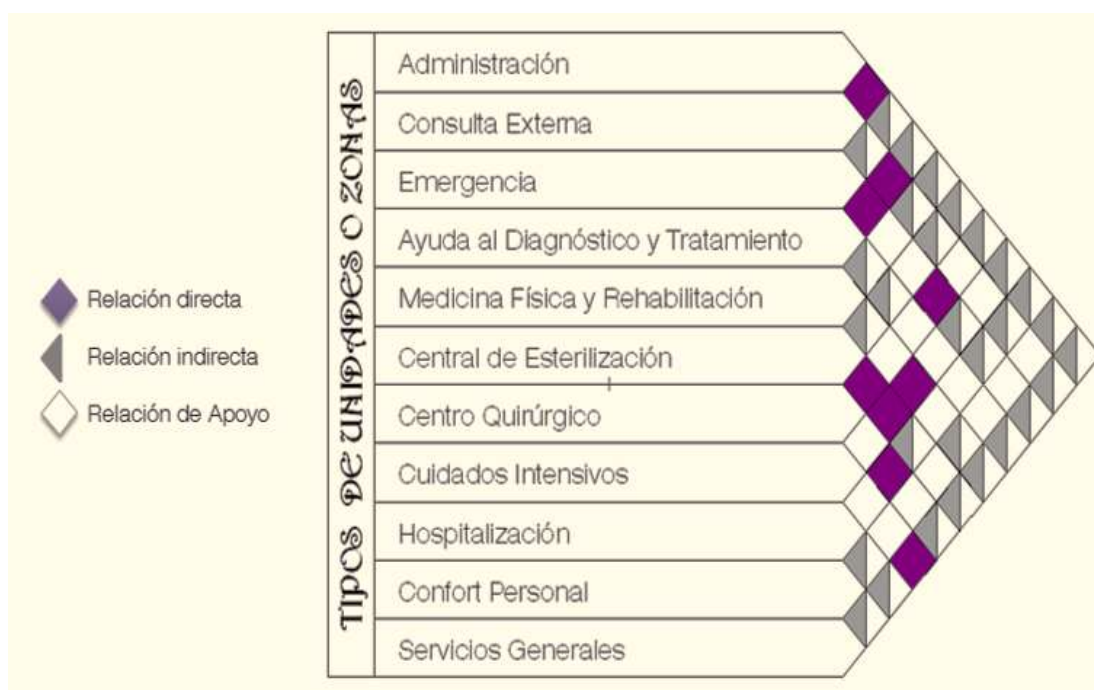 TIPOS DE UNIDADES O ZONAS
Administración
Consulta Externa
Emergencia
Ayuda al Diagnóstico y Tratamiento
Medicina Física y Rehabilitación
Central de Esterilización
Centro Quirúrgico
Cuidados Intensivos
Hospitalización
Confort Personal
Servicios Generales
Relación directa
Relación indirecta
Relación de Apoyo